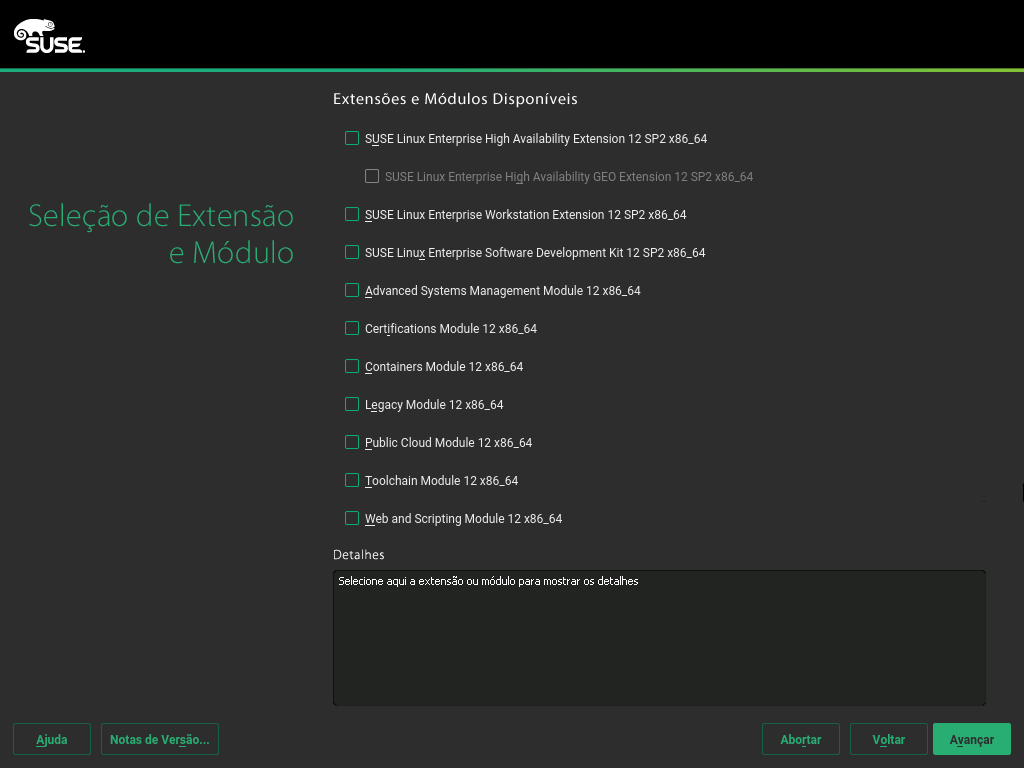 SUSE.
Extensões e Módulos Disponíveis
SUSE Linux Enterprise High Availability Extension 12 SP2 x86_64
SUSE Linux Enterprise High Availability GEO Extension 12 SP2 x86_64
Seleção de Extensão
e Módulo
SUSE Linux Enterprise Workstation Extension 12 SP2 x86_64
SUSE Linux Enterprise Software Development Kit 12 SP2 x86_64
Advanced Systems Management Module 12 x86_64
Certifications Module 12 x86_64
Containers Module 12 x86_64
Legacy Module 12 x86_64
Public Cloud Module 12 x86_64
Toolchain Module 12 x86_64
Web and Scripting Module 12 x86_64
Detalhes
Selecione aqui a extensão ou módulo para mostrar os detalhes
Ajuda Notas de Versão... Abortar Voltar Avançar